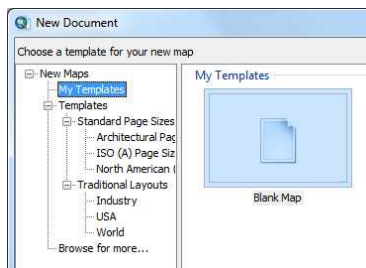 New Document
Choose a template for your new map
New Maps
My Templates
Templates
Standard Page Sizes
Architectural Pag
ISO (A) Page Siz
North American (
Traditional Layouts
Industry
USA
World
Browse for more...
My Templates
Blank Map